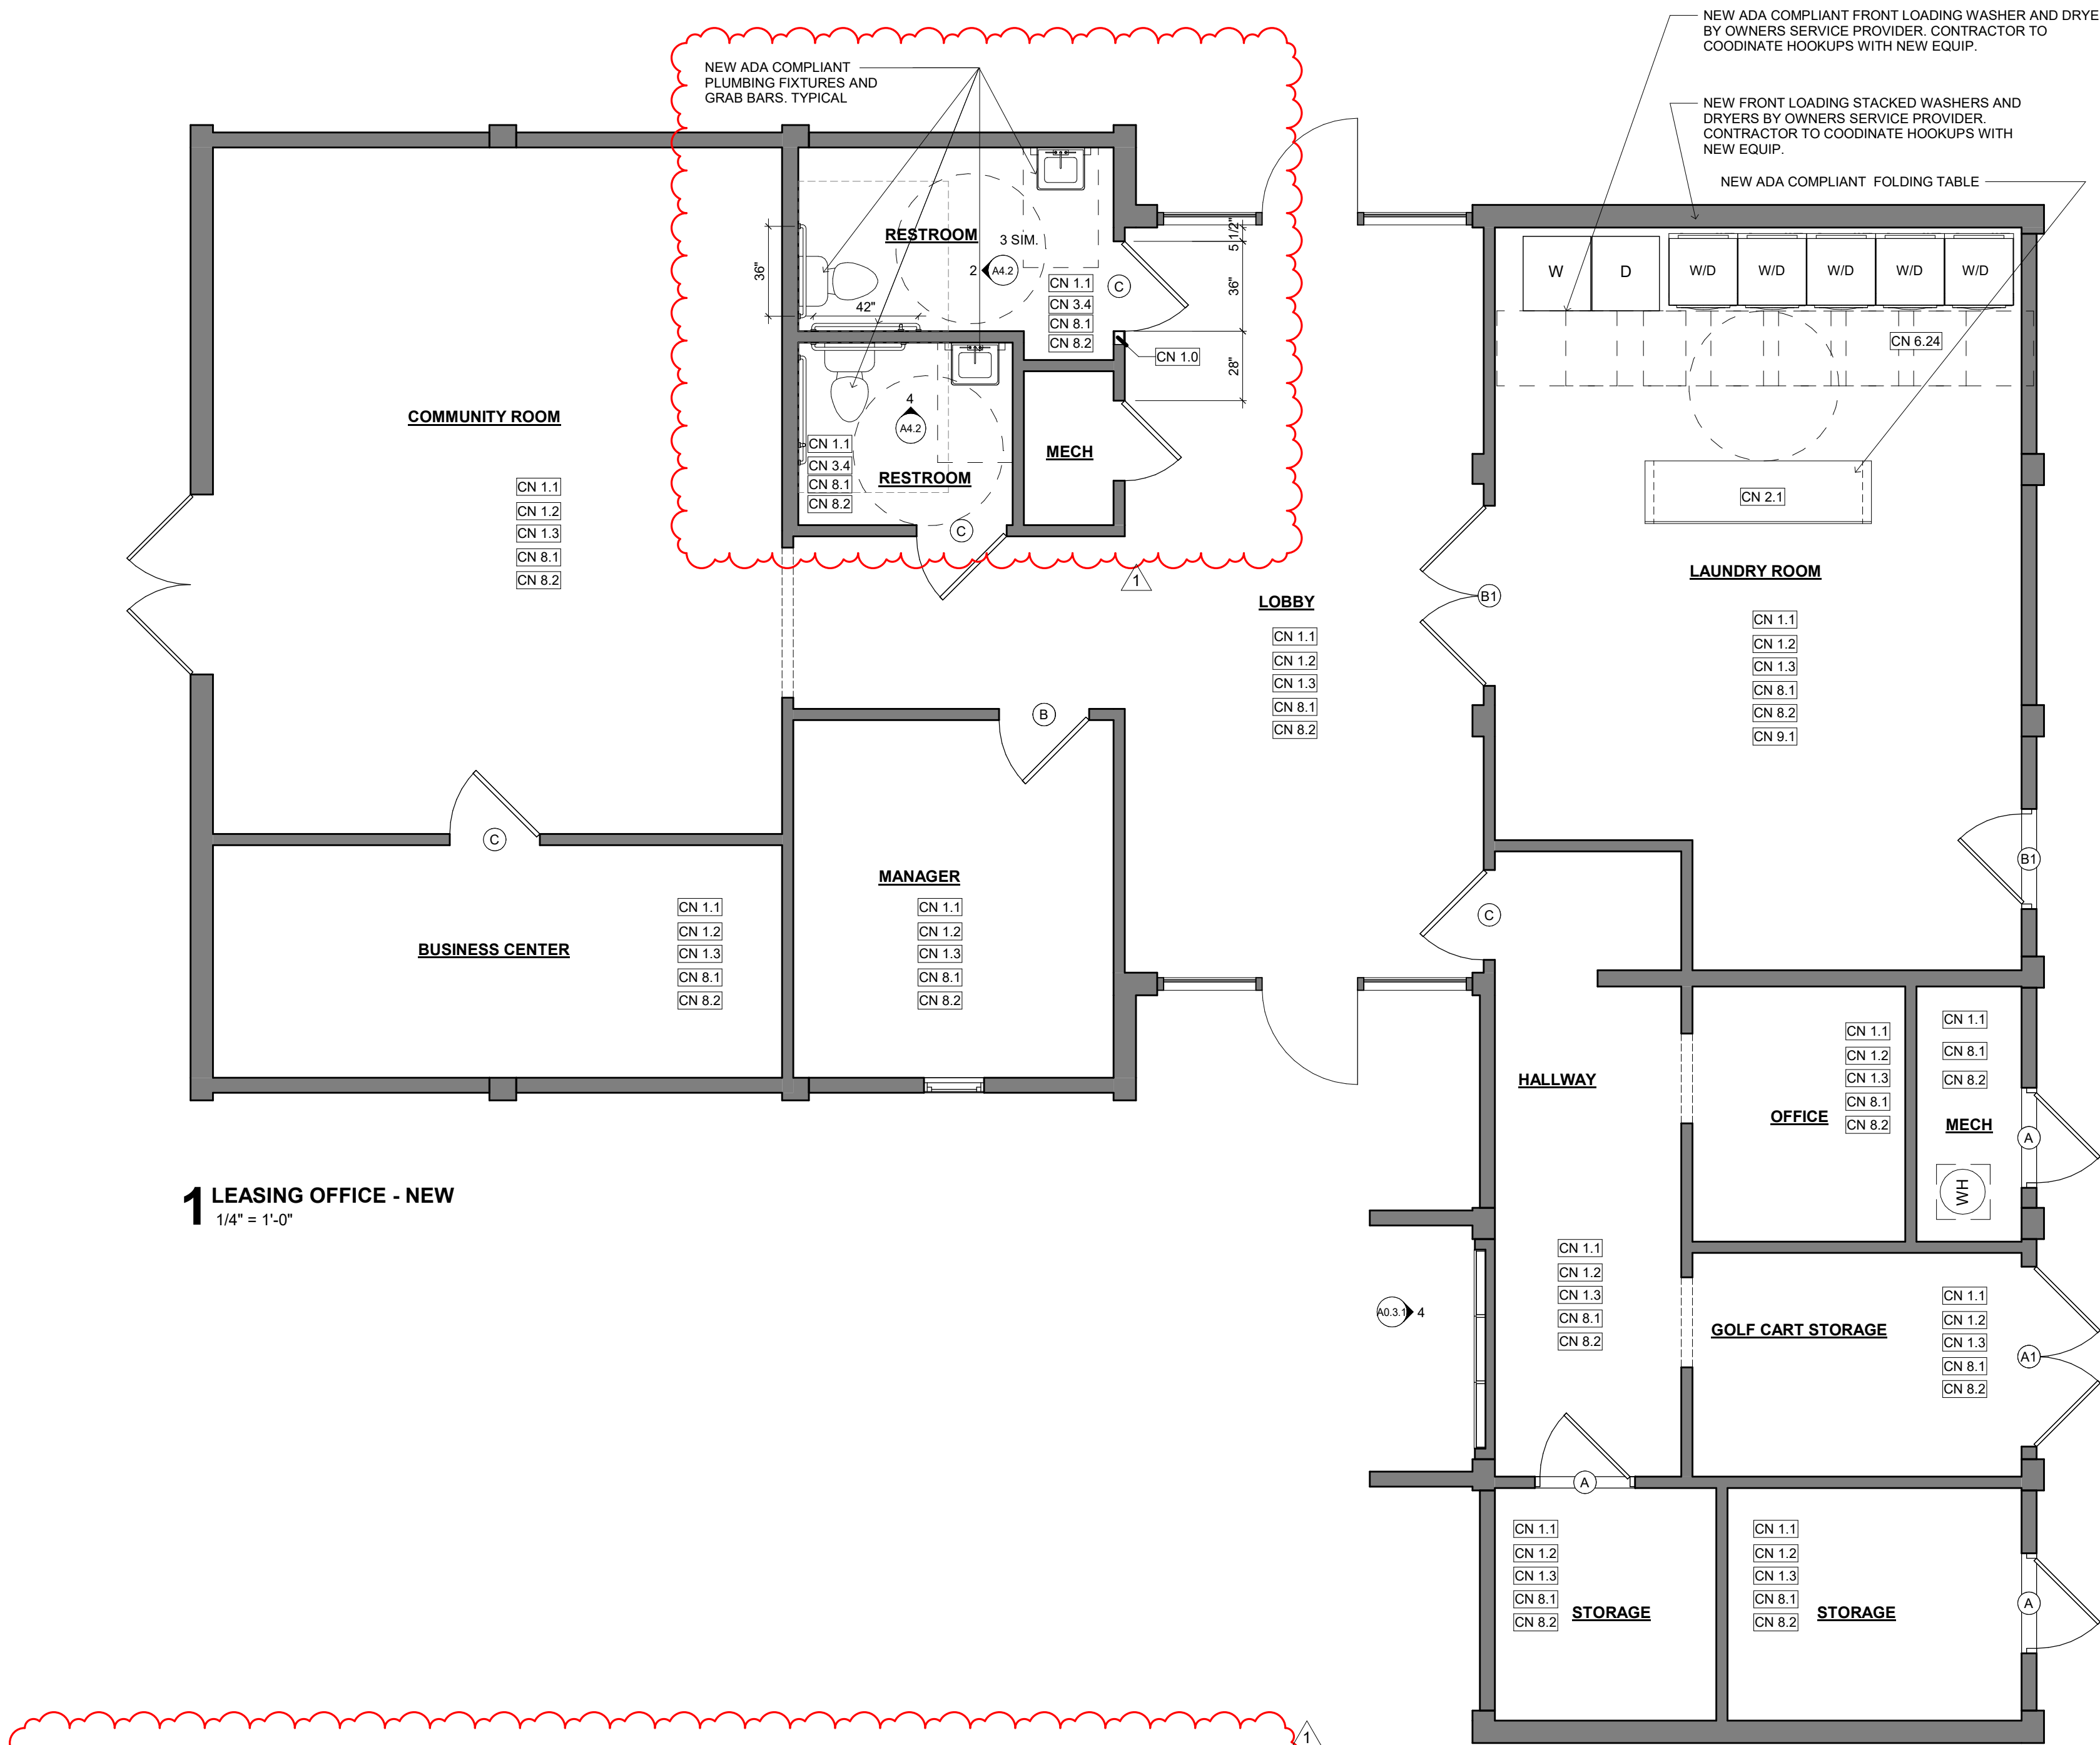 NEW ADA COMPLIANT FRONT LOADING WASHER AND DRYE
BY OWNERS SERVICE PROVIDER. CONTRACTOR TO
COODINATE HOOKUPS WITH NEW EQUIP.
NEW ADA COMPLIANT
PLUMBING FIXTURES AND
GRAB BARS. TYPICAL
NEW FRONT LOADING STACKED WASHERS AND
DRYERS BY OWNERS SERVICE PROVIDER.
CONTRACTOR TO COODINATE HOOKUPS WITH
NEW EQUIP.
NEW ADA COMPLIANT FOLDING TABLE
RESTROOM
3 SIM.
2
A4.2
36"
42"
CN 1.1
CN 3.4
CN 8.1
CN 8.2
C
5 1/2"
36"
28"
CN 1.0
W
D
W/D
W/D
W/D
W/D
W/D
CN 6.24
CN 2.1
4
A4.2
CN 1.1
CN 3.4
CN 8.1
CN 8.2
RESTROOM
C
MECH
1
COMMUNITY ROOM
CN 1.1
CN 1.2
CN 1.3
CN 8.1
CN 8.2
LOBBY
CN 1.1
CN 1.2
CN 1.3
CN 8.1
CN 8.2
B1
LAUNDRY ROOM
CN 1.1
CN 1.2
CN 1.3
CN 8.1
CN 8.2
CN 9.1
B1
B
C
MANAGER
CN 1.1
CN 1.2
CN 1.3
CN 8.1
CN 8.2
BUSINESS CENTER
CN 1.1
CN 1.2
CN 1.3
CN 8.1
CN 8.2
C
HALLWAY
CN 1.1
CN 1.2
CN 1.3
CN 8.1
CN 8.2
OFFICE
CN 1.1
CN 1.2
CN 1.3
CN 8.1
CN 8.2
CN 1.1
CN 8.1
CN 8.2
MECH
A
WH
1 LEASING OFFICE - NEW
1/4" = 1'-0"
A0.3.1
4
GOLF CART STORAGE
CN 1.1
CN 1.2
CN 1.3
CN 8.1
CN 8.2
A1
A
CN 1.1
CN 1.2
CN 1.3
CN 8.1
CN 8.2
STORAGE
CN 1.1
CN 1.2
CN 1.3
CN 8.1
CN 8.2
STORAGE
A
1